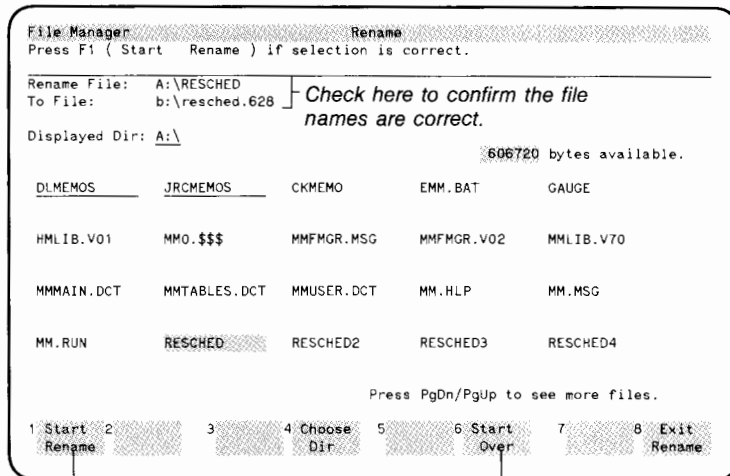 File Manager Rename
Press F1 ( Start Rename ) if selection is correct.
Rename File: A:\RESCHED
To File: b:\resched.628
Check here to confirm the file
names are correct.
Displayed Dir: A:\
606720 bytes available.
DLMEMOS JRCMEMOS CKMEMO EMM.BAT GAUGE
HMLIB.V01 MMO.$$$ MMFMGR.MSG MMFMGR.V02 MMLIB.V70
MMMAIN.DCT MMTABLES.DCT MMUSER.DCT MM.HLP MM.MSG
MM.RUN RESCHED RESCHED2 RESCHED3 RESCHED4
Press PgDn/PgUp to see more files.
1 Start 2 3 4 Choose 5 6 Start 7 8 Exit
Rename Dir Over Rename